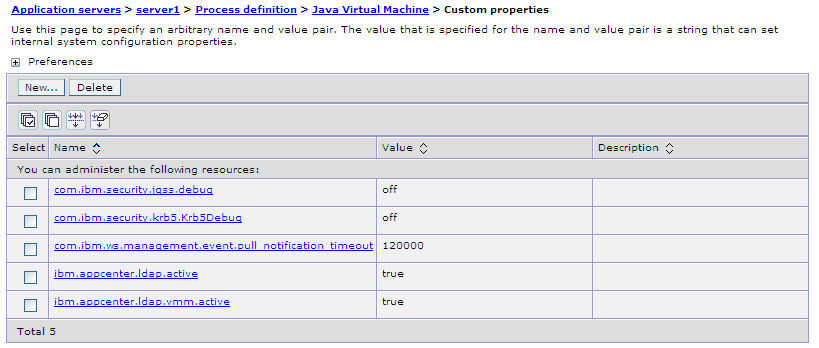 Application servers > server1 > Process definition > Java Virtual Machine > Custom properties
Use this page to specify an arbitrary name and value pair. The value that is specified for the name and value pair is a string that can set
internal system configuration properties.
Preferences
New... Delete
Select Name Value Description
You can administer the following resources:
com.ibm.security.jgss.debug off
com.ibm.security.krb5.Krb5Debug off
com.ibm.ws.management.event.pull_notification_timeout 120000
ibm.appcenter.ldap.active true
ibm.appcenter.ldap.vmm.active true
Total 5